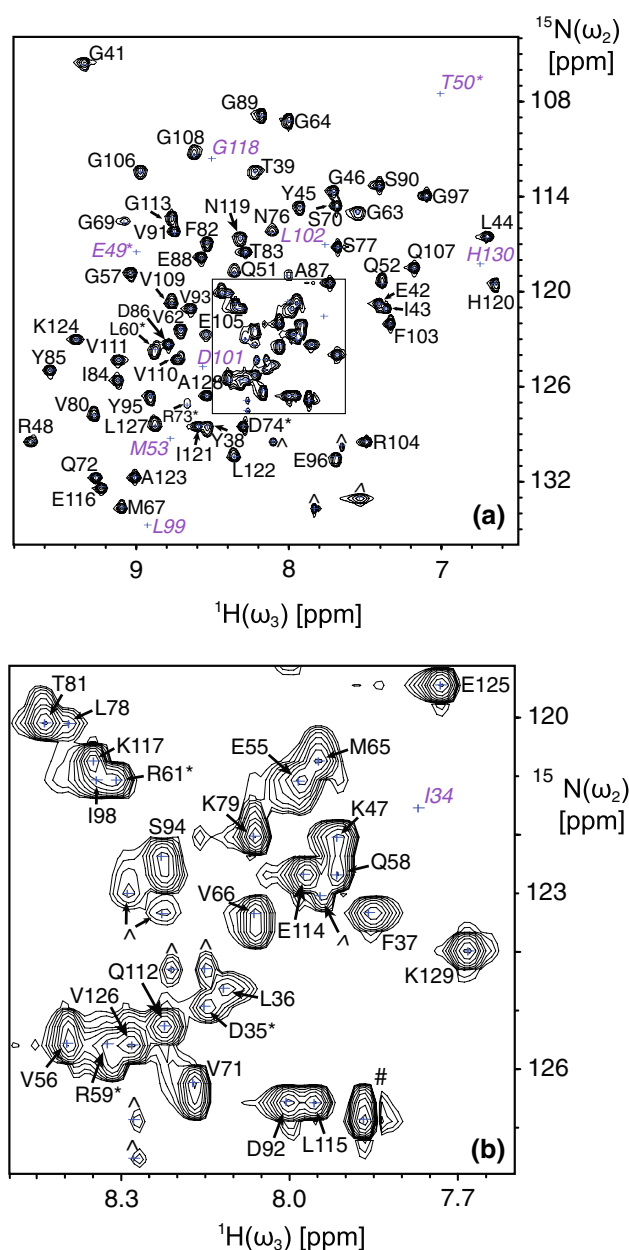 15N(ω2)
[ppm]
G41
T50*
108
G89
G64
G108
G118
G106
T39
G46
S90
Y45
S70
G97
114
G113
N119
G63
G69
V91
F82
N76
L44
L102
S77
E49*
E88
T83
Q107
H130
G57
Q51
A87
Q52
V109
E42
120
D86
V93
I43
H120
V62
K124
L60*
E105
F103
V111
D101
Y85
V110
I84
A128
126
V80
Y95
R73*
L127
D74*
R48
Y38
^
^
R104
M53
I121
L122
E96
Q72
A123
132
E116
M67
^
^
L99
(a)
9
8
7
1H(ω3) [ppm]
T81
L78
E125
120
K117
E55
M65
R61*
15
N(ω2)
I98
I34
[ppm]
S94
K79
K47
Q58
V66
123
^
E114
^
F37
^
^
K129
Q112
V126
L36
D35*
V56
R59*
V71
126
#
^
D92
L115
^
(b)
8.3
8.0
7.7
1H(ω3) [ppm]